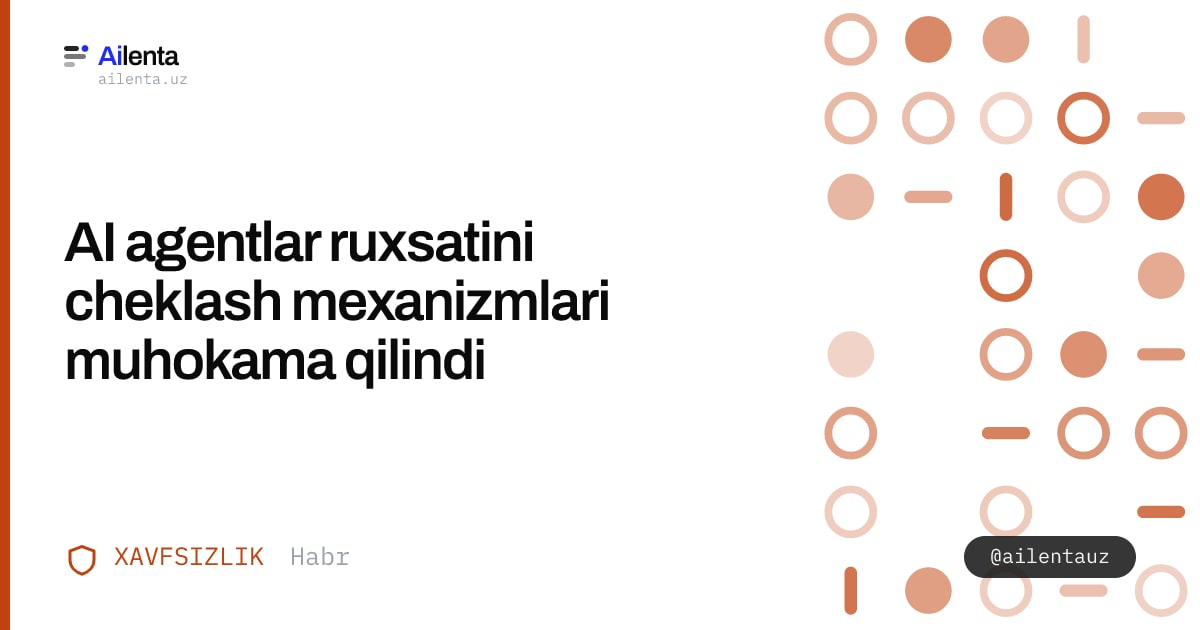 Ailenta
ailenta.uz
AI agentlar ruxsatini
cheklash mexanizmlari
muhokama qilindi
XAVFSIZLIK Habr
@ailentauz